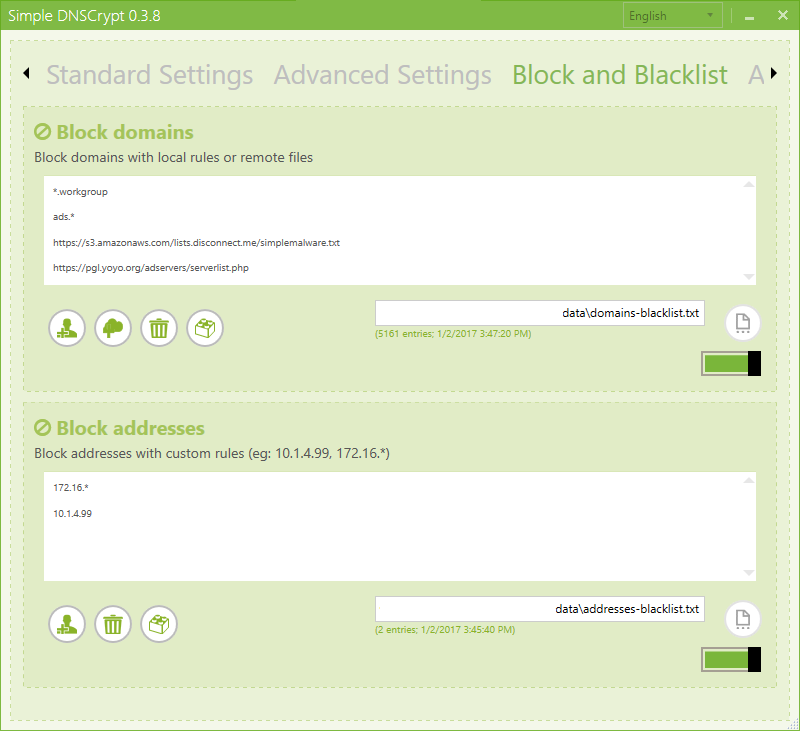 Simple DNSCrypt 0.3.8
English
Standard Settings Advanced Settings Block and Blacklist A
Block domains
Block domains with local rules or remote files
*.workgroup
ads.*
https://s3.amazonaws.com/lists.disconnect.me/simplemalware.txt
https://pgl.yoyo.org/adservers/serverlist.php
data\domains-blacklist.txt
(5161 entries; 1/2/2017 3:47:20 PM)
Block addresses
Block addresses with custom rules (eg: 10.1.4.99, 172.16.*)
172.16.*
10.1.4.99
data\addresses-blacklist.txt
(2 entries; 1/2/2017 3:45:40 PM)